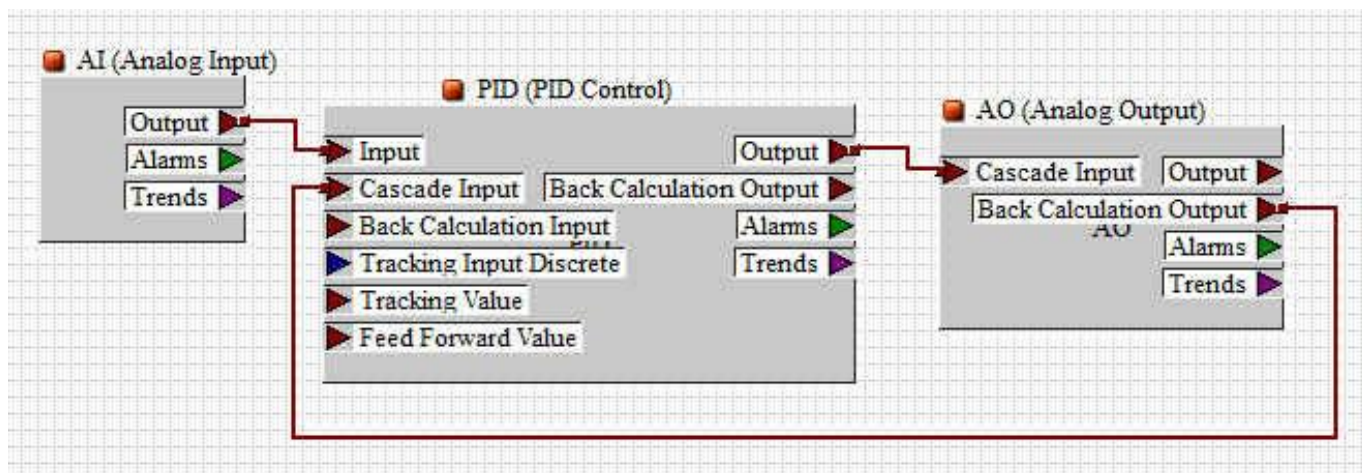 AI (Analog Input)
Output
Alarms
Trends
PID (PID Control)
Input
Cascade Input
Back Calculation Input
Tracking Input Discrete
Tracking Value
Feed Forward Value
Output
Back Calculation Output
Alarms
Trends
AO (Analog Output)
Cascade Input
Output
Back Calculation Output
AO
Alarms
Trends